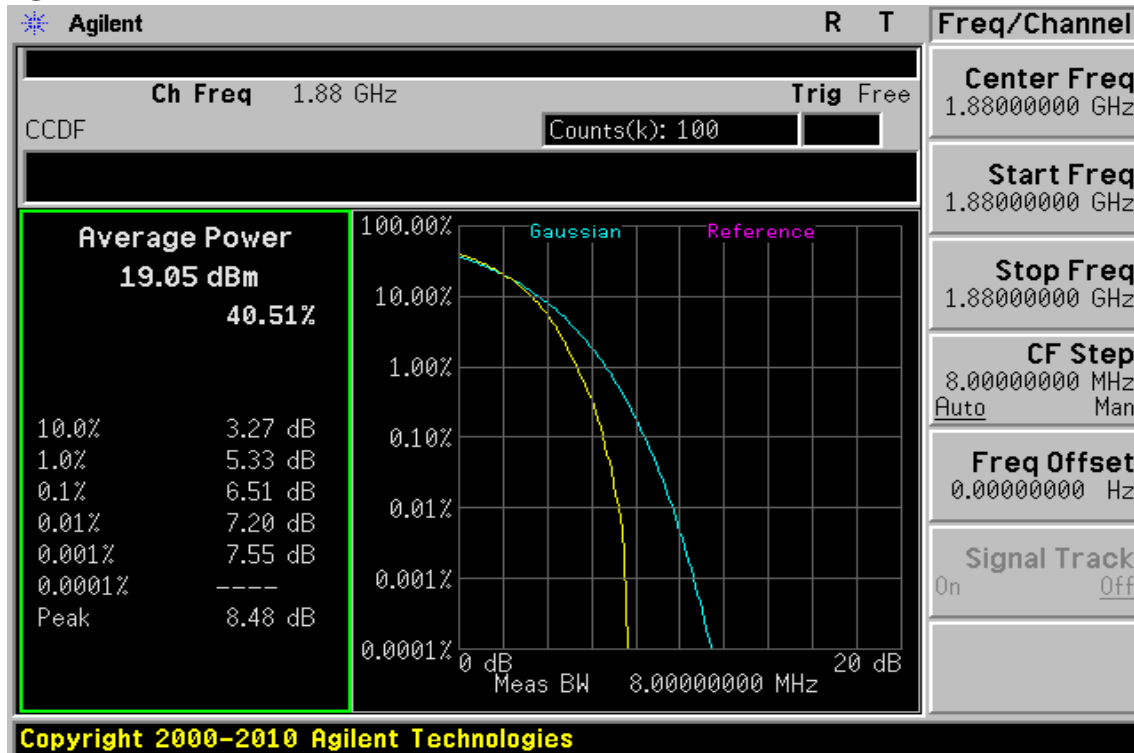 Agilent R T
Freq/Channel
Ch Freq 1.88 GHz Trig Free
CCDF Counts(k): 100
Average Power
19.05 dBm
40.51%
10.0% 3.27 dB
1.0% 5.33 dB
0.1% 6.51 dB
0.01% 7.20 dB
0.001% 7.55 dB
0.0001% ----
Peak 8.48 dB
Gaussian Reference
100.00%
10.00%
1.00%
0.10%
0.01%
0.001%
0.0001%
0 dB 20 dB
Meas BW 8.00000000 MHz
Center Freq
1.88000000 GHz
Start Freq
1.88000000 GHz
Stop Freq
1.88000000 GHz
CF Step
8.00000000 MHz
Auto Man
Freq Offset
0.00000000 Hz
Signal Track
On Off
Copyright 2000-2010 Agilent Technologies